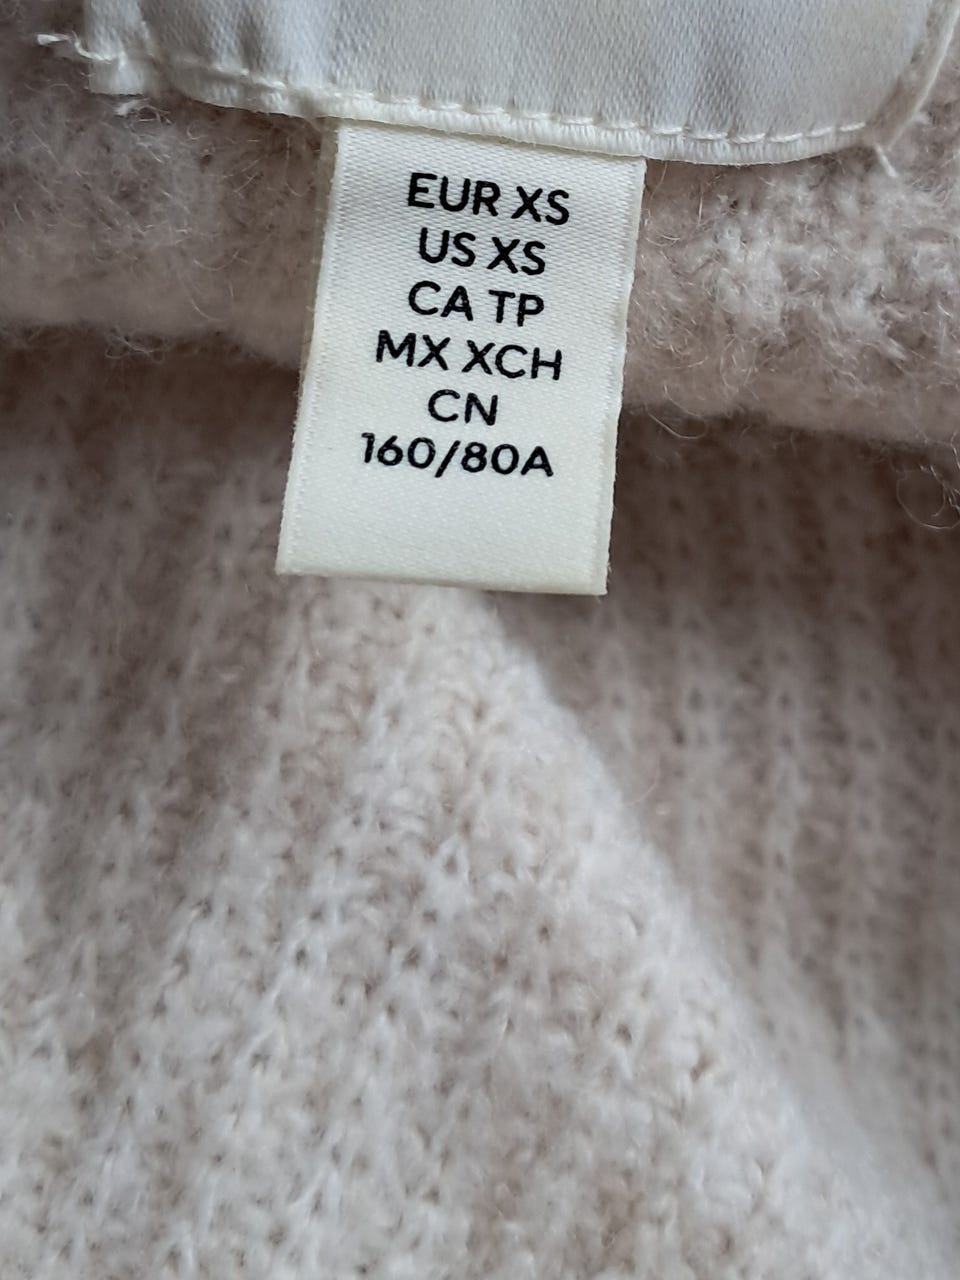 EUR XS
US XS
CA TP
MX XCH
CN
160/80A